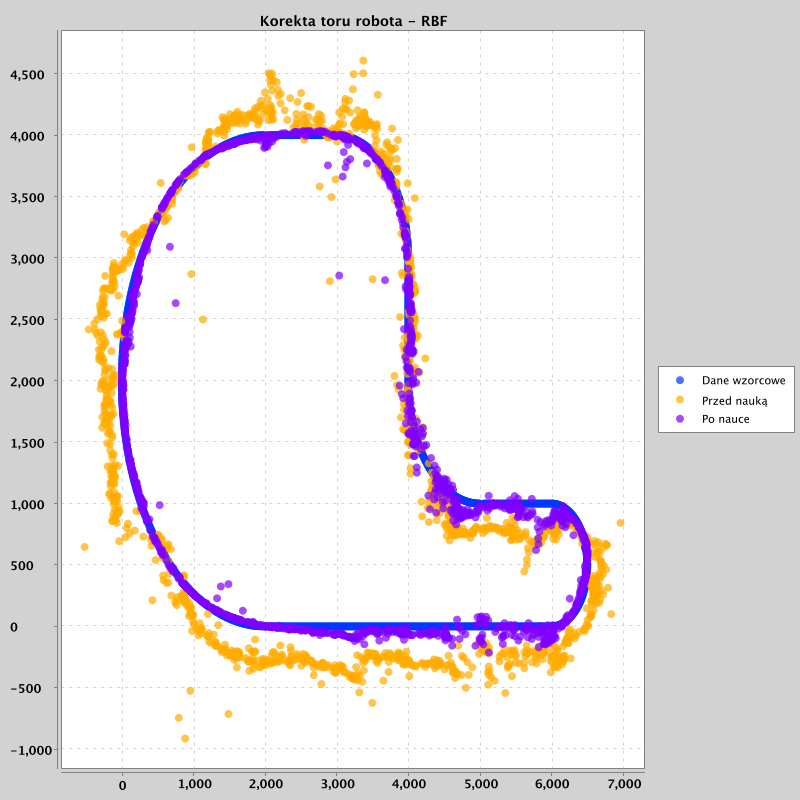 Korekta toru robota – RBF
4,500
4,000
3,500
3,000
2,500
2,000
1,500
1,000
500
0
−500
−1,000
0 1,000 2,000 3,000 4,000 5,000 6,000 7,000
Dane wzorcowe
Przed nauką
Po nauce